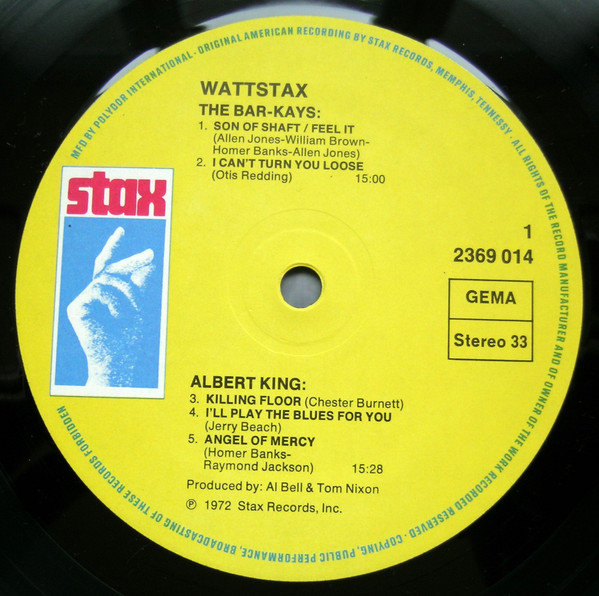 MFD BY POLYDOR INTERNATIONAL · ORIGINAL AMERICAN RECORDING BY STAX RECORDS, MEMPHIS, TENNESSY · ALL RIGHTS OF THE RECORD MANUFACTURER AND OF OWNER OF THE WORK RECORDED RESERVED - COPYING, PUBLIC PERFORMANCE, BROADCASTING OF THESE RECORDS FORBIDDEN
WATTSTAX
THE BAR-KAYS:
1. SON OF SHAFT / FEEL IT
(Allen Jones-William Brown-
Homer Banks-Allen Jones)
2. I CAN'T TURN YOU LOOSE
(Otis Redding) 15:00
stax
1
2369 014
GEMA
Stereo 33
ALBERT KING:
3. KILLING FLOOR (Chester Burnett)
4. I'LL PLAY THE BLUES FOR YOU
(Jerry Beach)
5. ANGEL OF MERCY
(Homer Banks-
Raymond Jackson) 15:28
Produced by: Al Bell & Tom Nixon
℗ 1972 Stax Records, Inc.